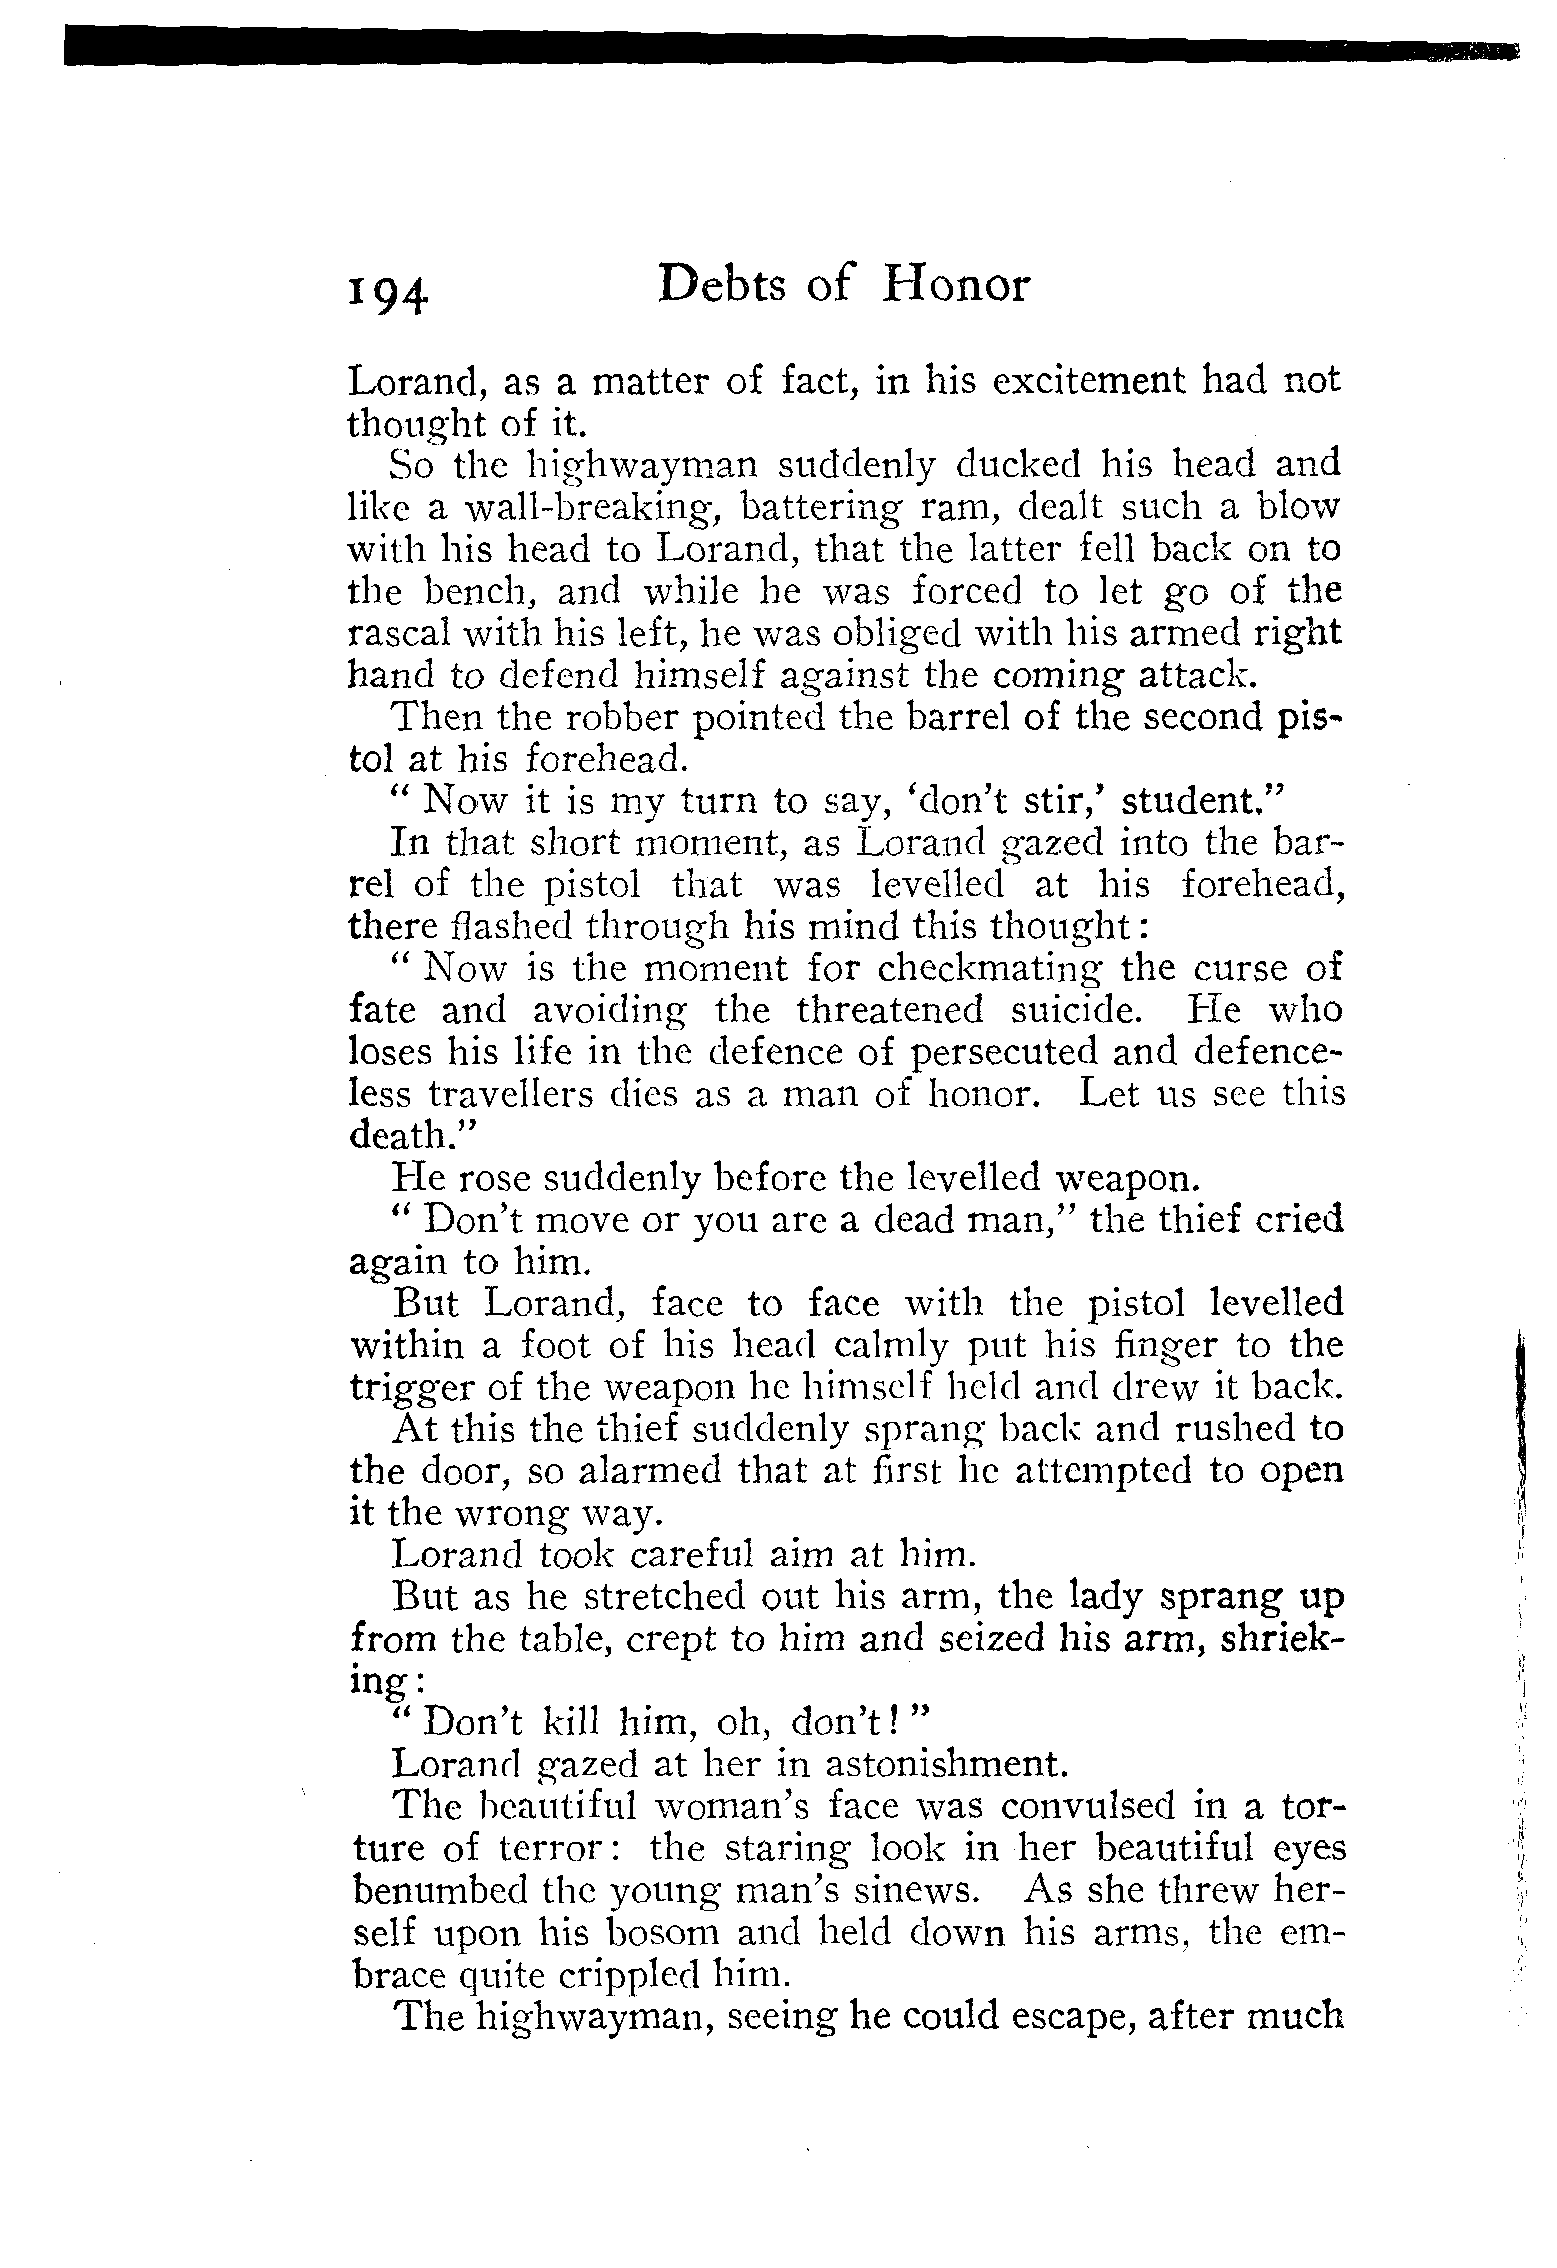 194 Debts of Honor
Lorand, as a matter of fact, in his excitement had not
thought of it.
So the highwayman suddenly ducked his head and
like a wall-breaking, battering ram, dealt such a blow
with his head to Lorand, that the latter fell back on to
the bench, and while he was forced to let go of the
rascal with his left, he was obliged with his armed right
hand to defend himself against the coming attack.
Then the robber pointed the barrel of the second pis-
tol at his forehead.
" Now it is my turn to say, 'don't stir,' student."
In that short moment, as Lorand gazed into the bar-
rel of the pistol that was levelled at his forehead,
there flashed through his mind this thought:
" Now is the moment for checkmating the curse of
fate and avoiding the threatened suicide. He who
loses his life in the defence of persecuted and defence-
less travellers dies as a man of honor. Let us see this
death."
He rose suddenly before the levelled weapon.
" Don't move or you are a dead man," the thief cried
again to him.
But Lorand, face to face with the pistol levelled
within a foot of his head calmly put his finger to the
trigger of the weapon he himself held and drew it back.
At this the thief suddenly sprang back and rushed to
the door, so alarmed that at first he attempted to open
it the wrong way.
Lorand took careful aim at him.
But as he stretched out his arm, the lady sprang up
from the table, crept to him and seized his arm, shriek-
ing:
" Don't kill him, oh, don't! "
Lorand gazed at her in astonishment.
The beautiful woman's face was convulsed in a tor-
ture of terror: the staring look in her beautiful eyes
benumbed the young man's sinews. As she threw her-
self upon his bosom and held down his arms, the em-
brace quite crippled him.
The highwayman, seeing he could escape, after much